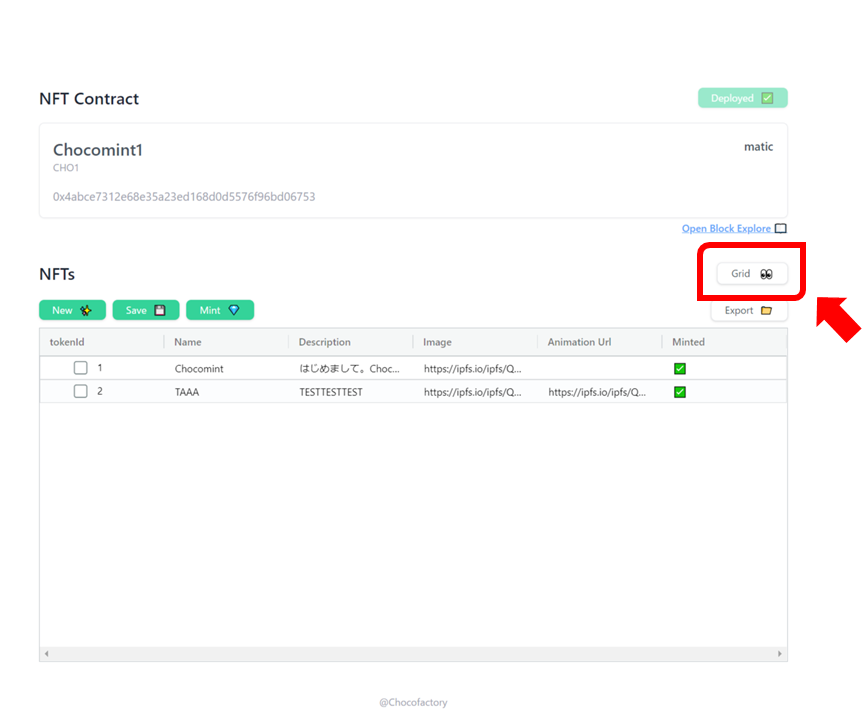 NFT Contract
Deployed ✅
Chocomint1
matic
CHO1
0x4abce7312e68e35a23ed168d0d5576f96bd06753
Open Block Explore
NFTs
Grid 👀
New ✨ Save 💾 Mint 💎
Export 📂
tokenId Name Description Image Animation Url Minted
1 Chocomint はじめまして。Choc... https://ipfs.io/ipfs/Q... ✅
2 TAAA TESTTESTTEST https://ipfs.io/ipfs/Q... https://ipfs.io/ipfs/Q... ✅
@Chocofactory